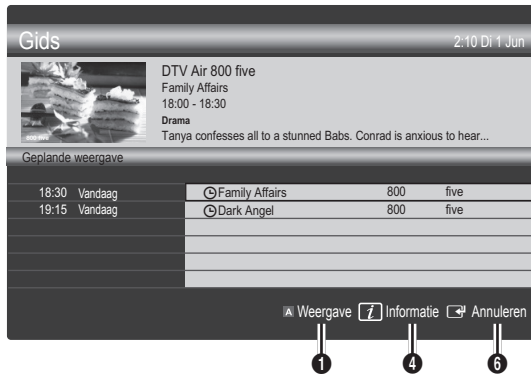 Gids 2:10 Di 1 Jun
DTV Air 800 five
Family Affairs
18:00 - 18:30
Drama
Tanya confesses all to a stunned Babs. Conrad is anxious to hear...
800 five
Geplande weergave
18:30 Vandaag Family Affairs 800 five
19:15 Vandaag Dark Angel 800 five
A Weergave i Informatie Annuleren
1 4 6